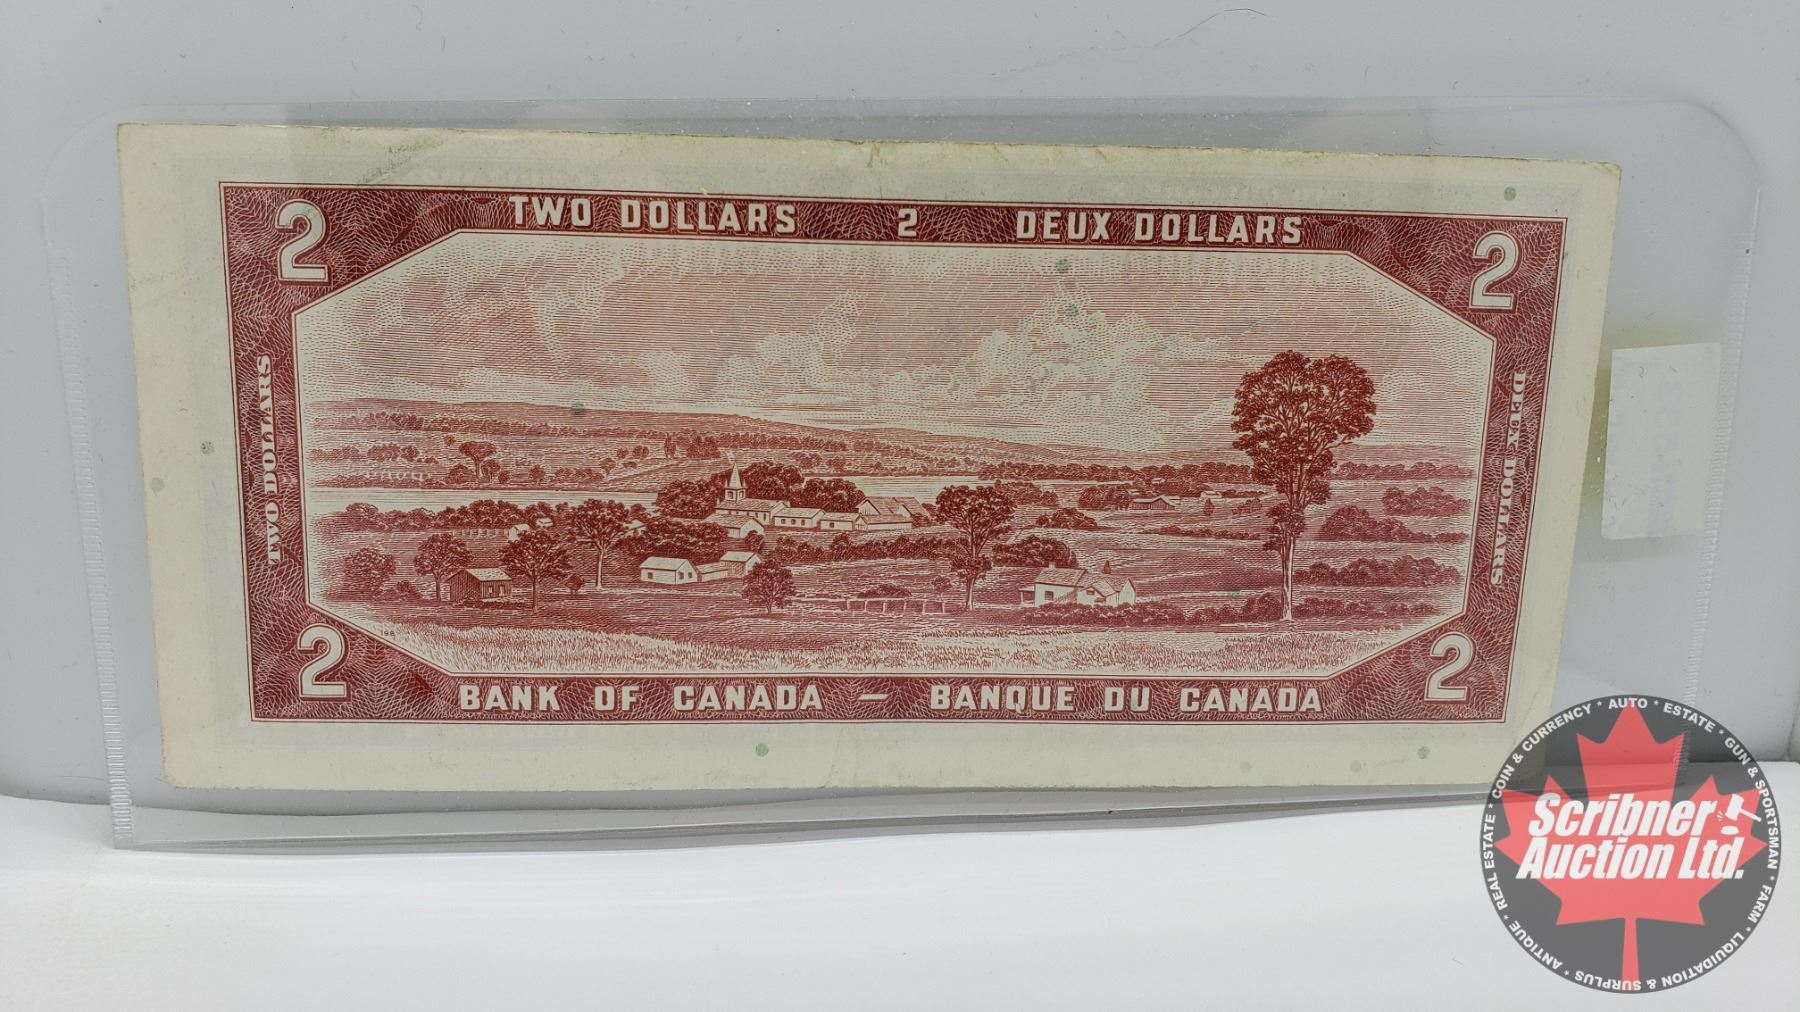 TWO DOLLARS 2 DEUX DOLLARS
2 2
TWO DOLLARS
DEUX DOLLARS
198
2 2
BANK OF CANADA — BANQUE DU CANADA
Scribner
Auction Ltd.
ANTIQUE * REAL ESTATE * COIN & CURRENCY * AUTO * ESTATE * GUN & SPORTSMAN * FARM * LIQUIDATION & SURPLUS *